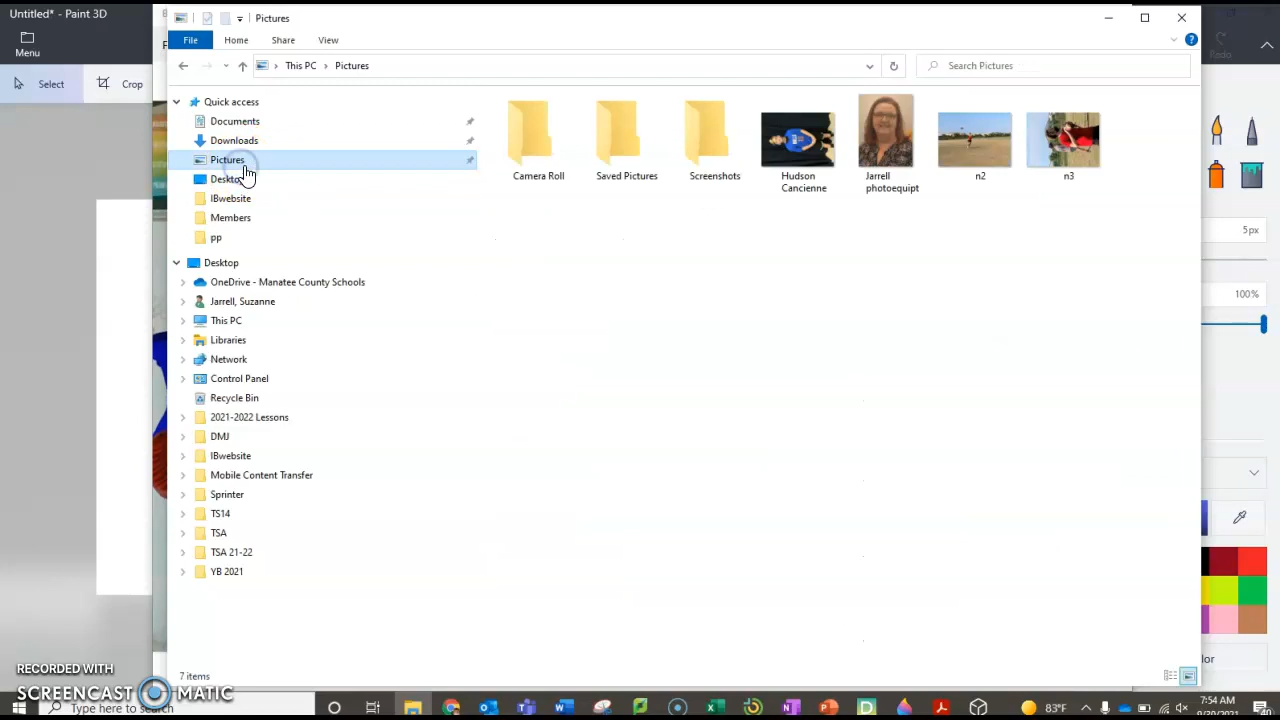 Untitled* - Paint 3D
Pictures
Menu
File
Home
Share
View
This PC
Pictures
Search Pictures
Select
Crop
Quick access
Documents
Downloads
Pictures
IBwebsite
Members
pp
Camera Roll
Saved Pictures
Screenshots
Hudson
Cancienne
Jarrell
photoequipt
n2
n3
5px
100%
Desktop
OneDrive - Manatee County Schools
Jarrell, Suzanne
This PC
Libraries
Network
Control Panel
Recycle Bin
2021-2022 Lessons
DMJ
IBwebsite
Mobile Content Transfer
Sprinter
TS14
TSA
TSA 21-22
YB 2021
7 items
RECORDED WITH
SCREENCAST MATIC
Type here to search
83°F
7:54 AM